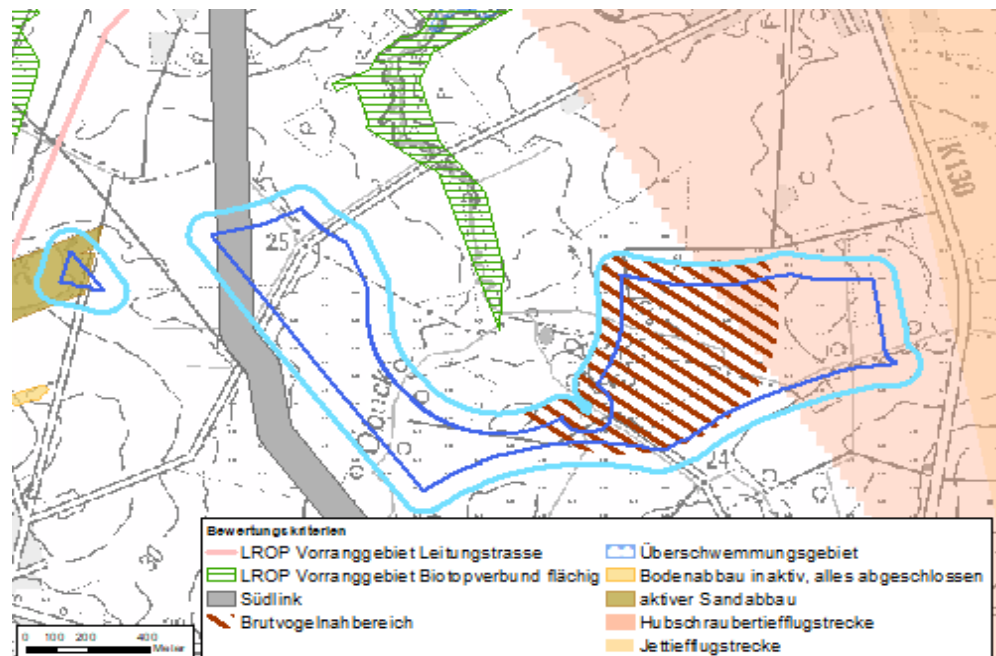 K130
25
24
30
Bewertungskriterien
LROP Vorranggebiet Leitungstrasse
LROP Vorranggebiet Biotopverbund flächig
Südlink
Brutvogelnahbereich
Überschwemmungsgebiet
Bodenabbau inaktiv, alles abgeschlossen
aktiver Sandabbau
Hubschraubertiefflugstrecke
Jettiefflugstrecke
0 100 200 400
Meter